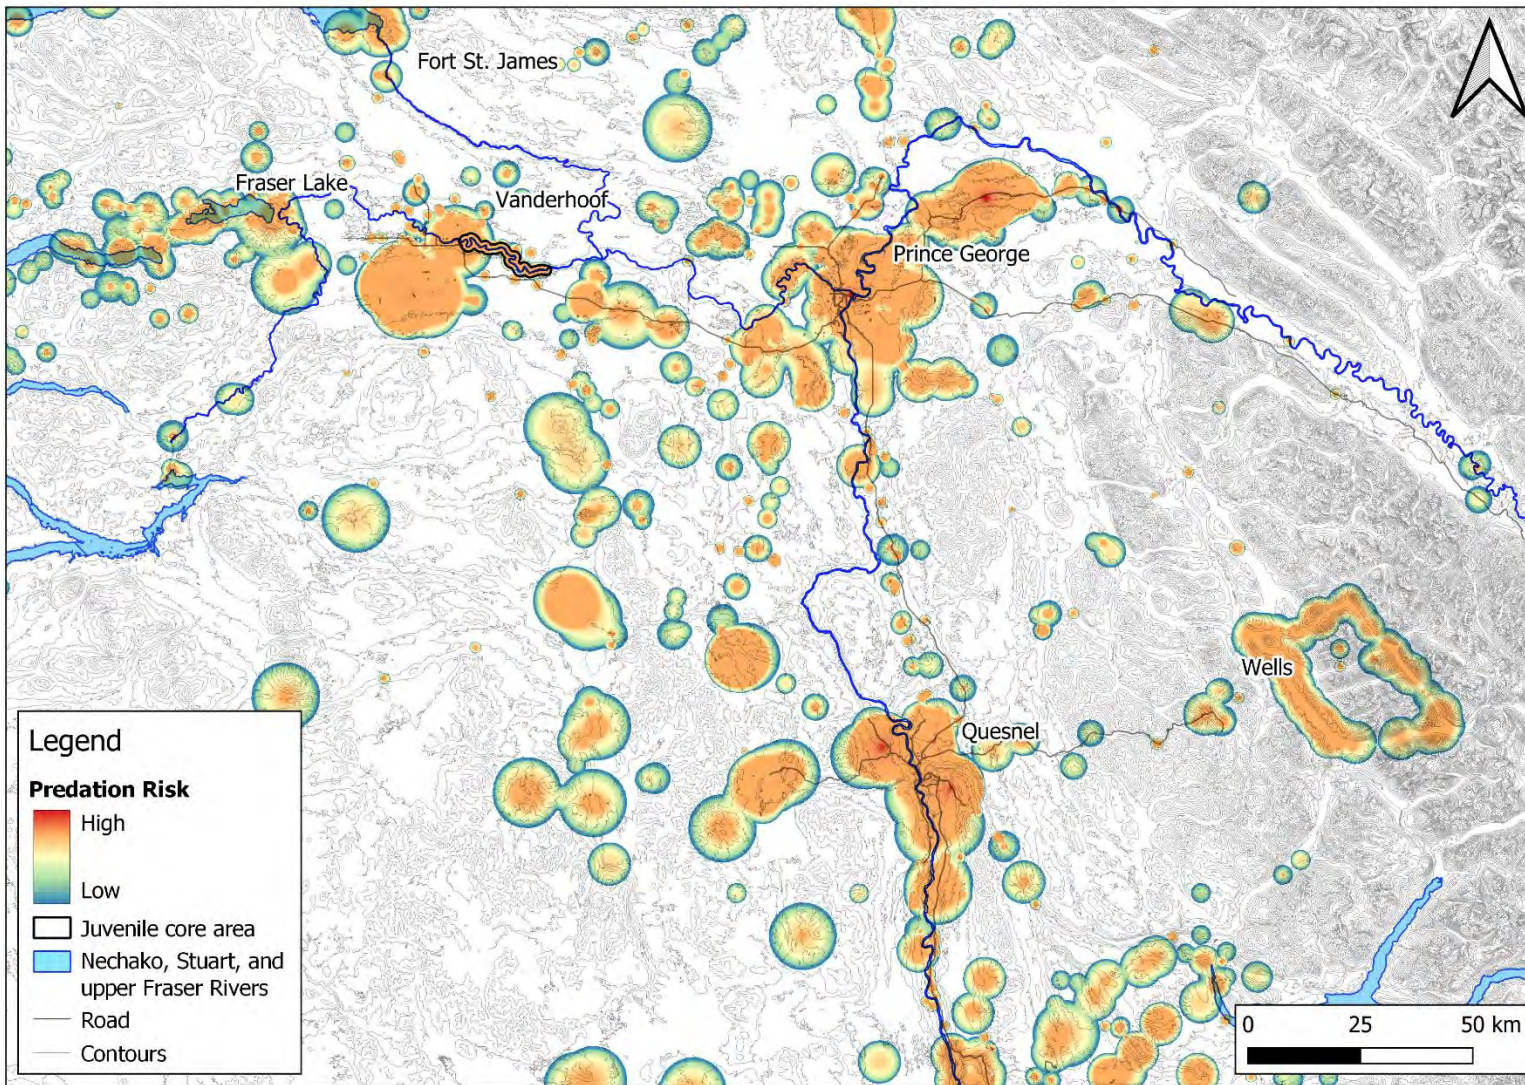 Fort St. James
Fraser Lake
Vanderhoof
Prince George
Wells
Quesnel
Legend
Predation Risk
High
Low
Juvenile core area
Nechako, Stuart, and
upper Fraser Rivers
Road
Contours
0 25 50 km